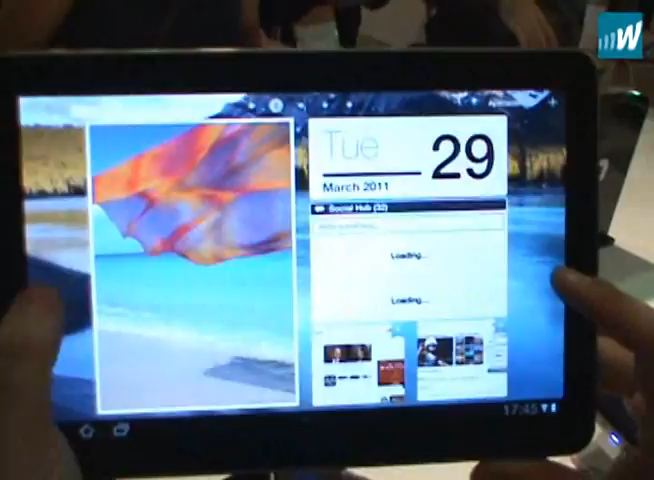 W
Tue
29
March 2011
Social Hub (32)
Loading...
Loading...
17:45